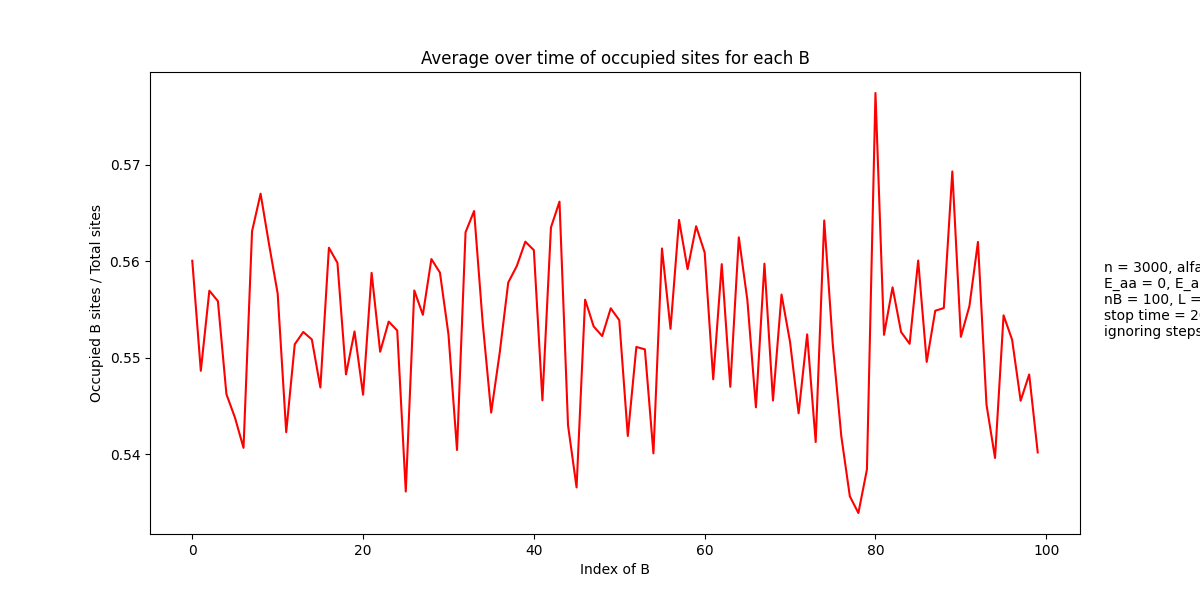 Average over time of occupied sites for each B
Occupied B sites / Total sites
0.57
0.56
0.55
0.54
0
20
40
60
80
100
Index of B
n = 3000, alfa
E_aa = 0, E_a
nB = 100, L =
stop time = 2
ignoring steps